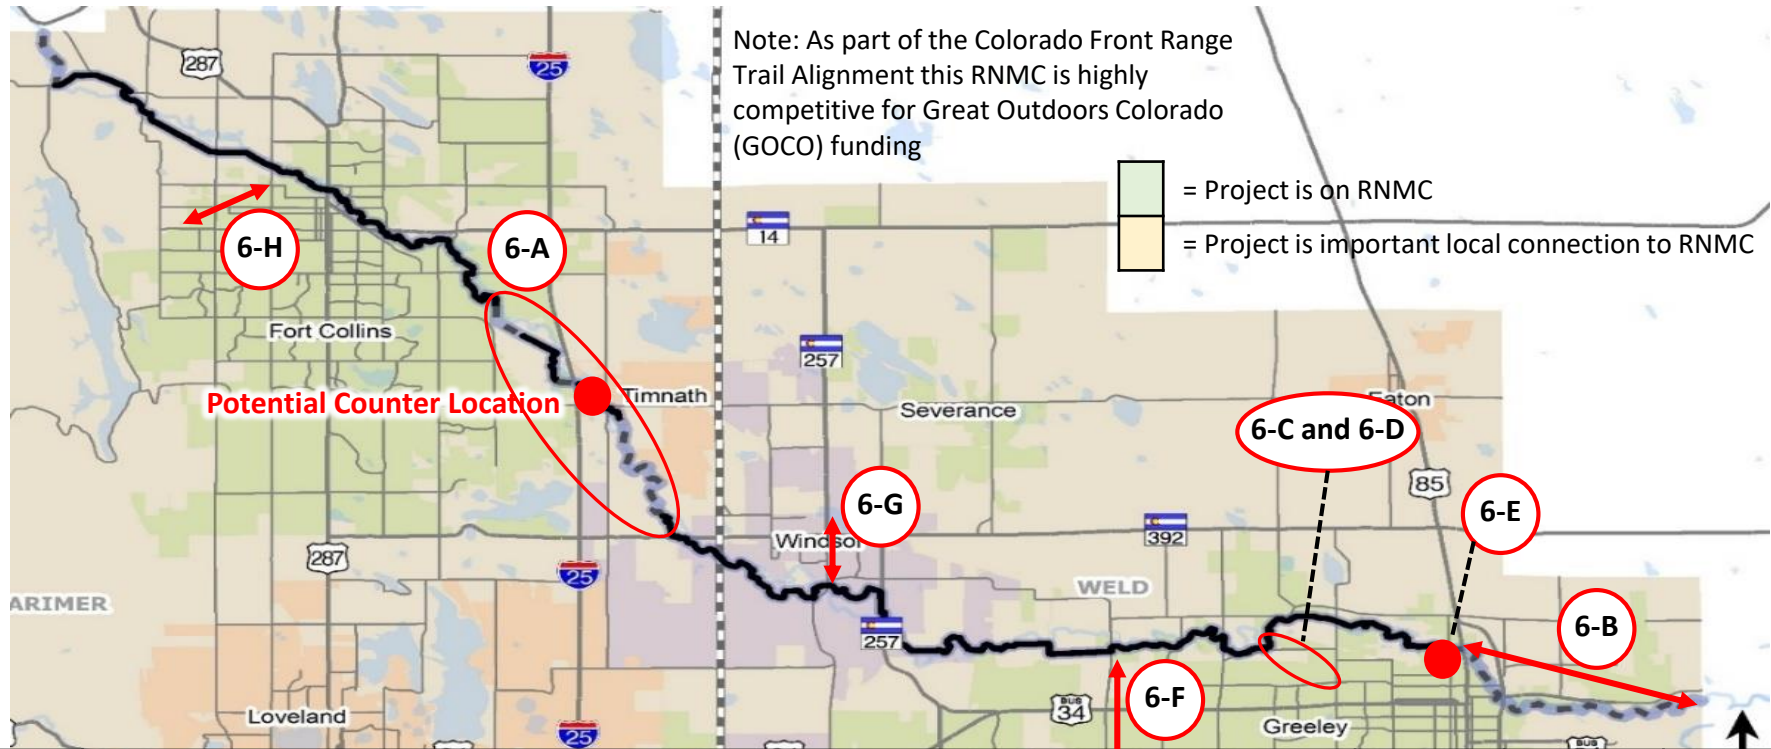 Note: As part of the Colorado Front Range
Trail Alignment this RNMC is highly
competitive for Great Outdoors Colorado
(GOCO) funding
= Project is on RNMC
= Project is important local connection to RNMC
287
25
14
6-H
6-A
Fort Collins
257
Potential Counter Location
Timnath
Severance
Eaton
6-C and 6-D
85
6-G
6-E
Windsor
392
287
25
ARIMER
WELD
257
6-B
6-F
BUS
34
Loveland
25
Greeley
BUS